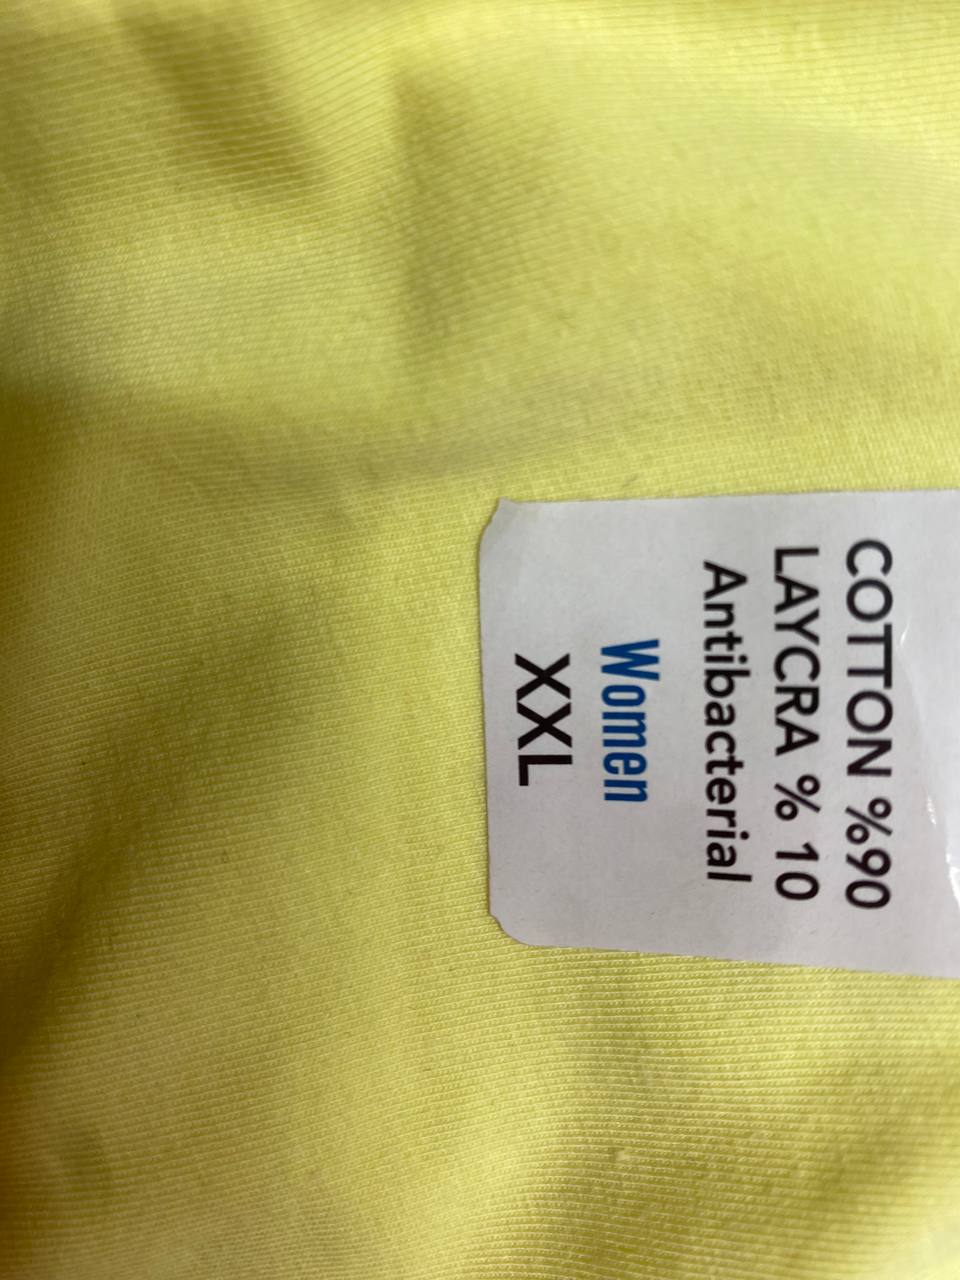 COTTON %90
LAYCRA % 10
Antibacterial
Women
XXL